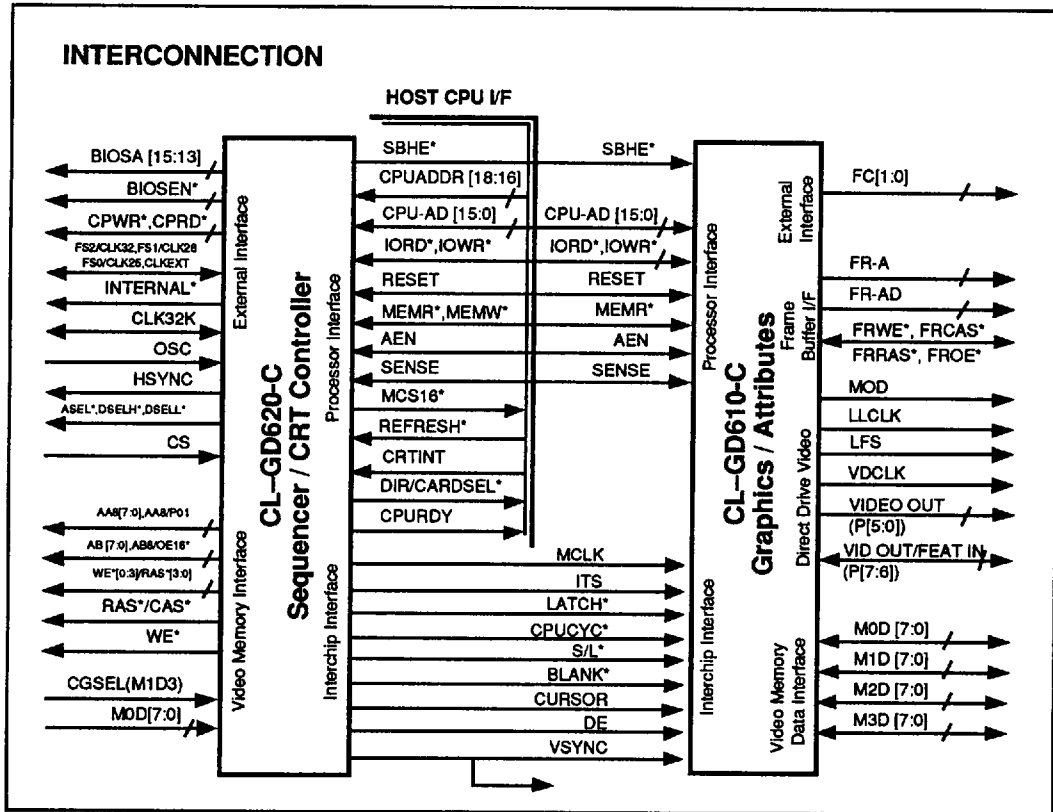 INTERCONNECTION
HOST CPU I/F
BIOSA [15:13]
BIOSEN*
CPWR*,CPRD*
FS2/CLK32,FS1/CLK28
FS0/CLK25,CLKEXT
INTERNAL*
CLK32K
OSC
HSYNC
ASEL*,DSELH*,DSELL*
CS
AA8[7:0],AA8/P01
AB [7:0],AB8/OE16*
WE*[0:3]/RAS*[3:0]
RAS*/CAS*
WE*
CGSEL(M1D3)
M0D[7:0]
External Interface
Video Memory Interface
CL–GD620-C
Sequencer / CRT Controller
Processor Interface
Interchip Interface
SBHE* SBHE*
CPUADDR [18:16]
CPU-AD [15:0] CPU-AD [15:0]
IORD*,IOWR* IORD*,IOWR*
RESET RESET
MEMR*,MEMW* MEMR*
AEN AEN
SENSE SENSE
MCS16*
REFRESH*
CRTINT
DIR/CARDSEL*
CPURDY
MCLK
ITS
LATCH*
CPUCYC*
S/L*
BLANK*
CURSOR
DE
VSYNC
Processor Interface
Interchip Interface
CL–GD610-C
Graphics / Attributes
External
Interface
Frame
Buffer I/F
Direct Drive Video
Video Memory
Data Interface
FC[1:0]
FR-A
FR-AD
FRWE*, FRCAS*
FRRAS*, FROE*
MOD
LLCLK
LFS
VDCLK
VIDEO OUT
(P[5:0])
VID OUT/FEAT IN
(P[7:6])
M0D [7:0]
M1D [7:0]
M2D [7:0]
M3D [7:0]